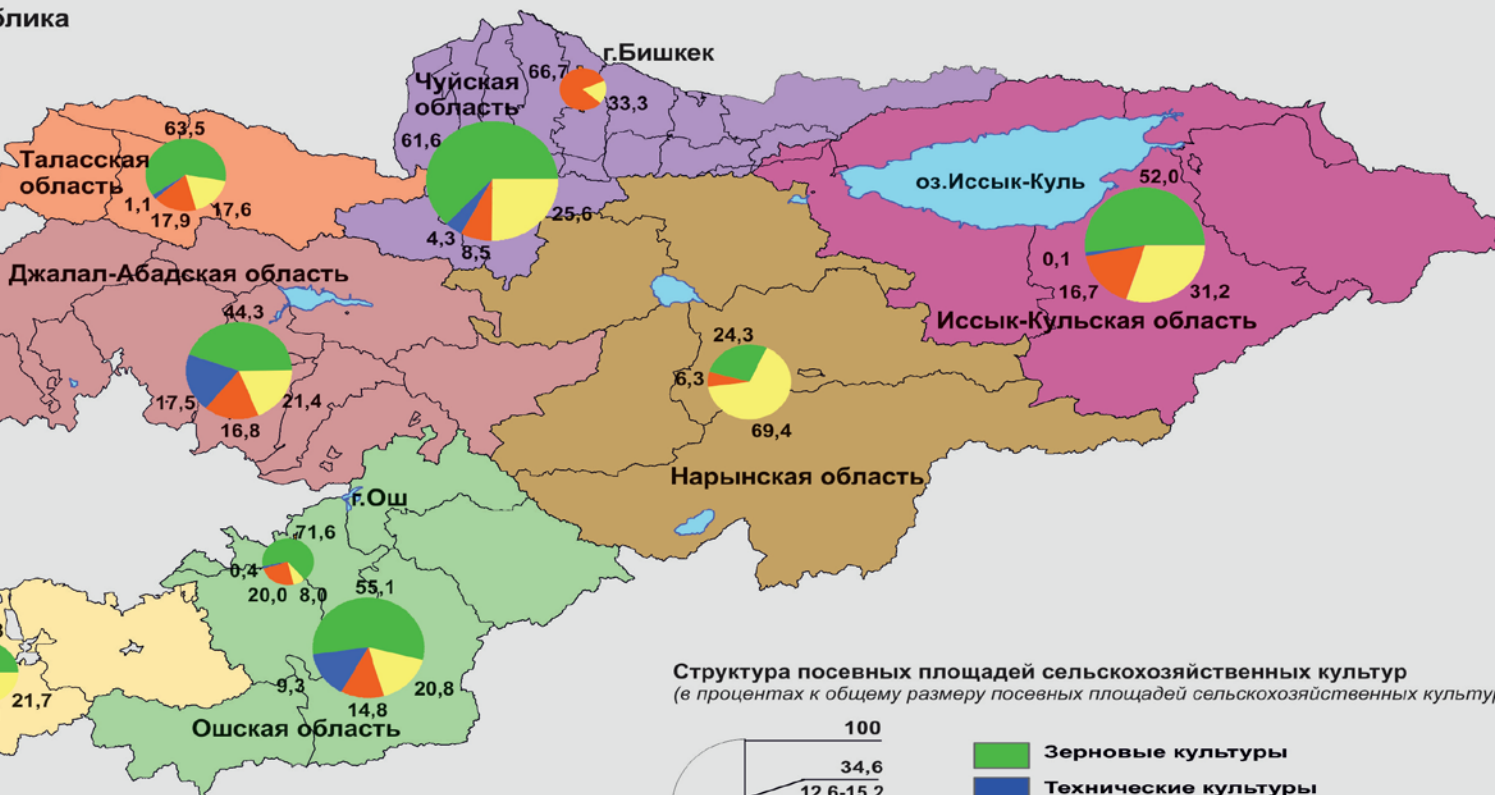 г.Бишкек
66,7
33,3
Чуйская
область
61,6
25,6
4,3
8,5
63,5
Таласская
область
1,1
17,9
17,6
оз.Иссык-Куль
52,0
0,1
16,7
31,2
Иссык-Кульская область
Джалал-Абадская область
44,3
17,5
21,4
16,8
24,3
6,3
69,4
Нарынская область
г.Ош
71,6
0,4
20,0
8,0
55,1
9,3
20,8
14,8
Ошская область
21,7
Структура посевных площадей сельскохозяйственных культур
(в процентах к общему размеру посевных площадей сельскохозяйственных культур
100
34,6
12,6-15,2
Зерновые культуры
Технические культуры